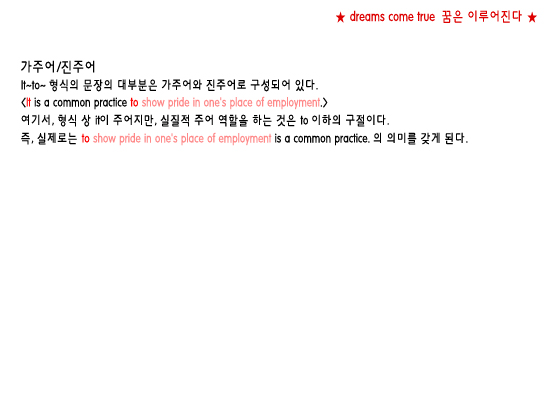 ★ dreams come true 꿈은 이루어진다 ★
가주어/진주어
It~to~ 형식의 문장의 대부분은 가주어와 진주어로 구성되어 있다.
<It is a common practice to show pride in one's place of employment.>
여기서, 형식 상 it이 주어지만, 실질적 주어 역할을 하는 것은 to 이하의 구절이다.
즉, 실제로는 to show pride in one's place of employment is a common practice. 의 의미를 갖게 된다.